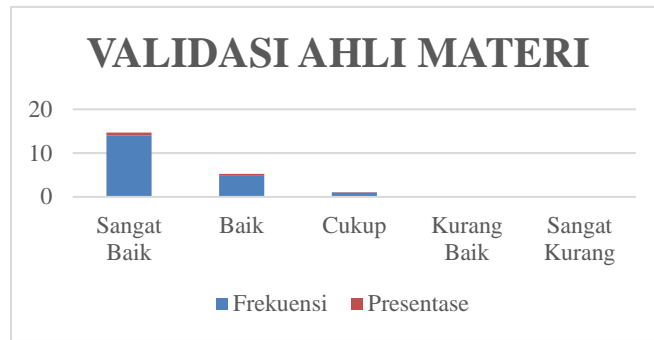 VALIDASI AHLI MATERI
20
10
0
Sangat Baik
Baik
Cukup
Kurang Baik
Sangat Kurang
Frekuensi
Presentase